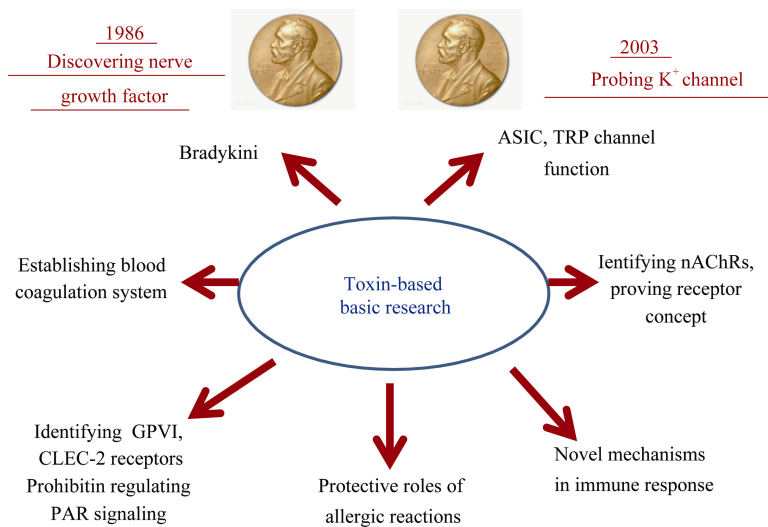 1986
Discovering nerve
growth factor
2003
Probing K⁺ channel
Bradykini
ASIC, TRP channel
function
Establishing blood
coagulation system
Toxin-based
basic research
Ientifying nAChRs,
proving receptor
concept
Identifying GPVI,
CLEC-2 receptors
Prohibitin regulating
PAR signaling
Protective roles of
allergic reactions
Novel mechanisms
in immune response